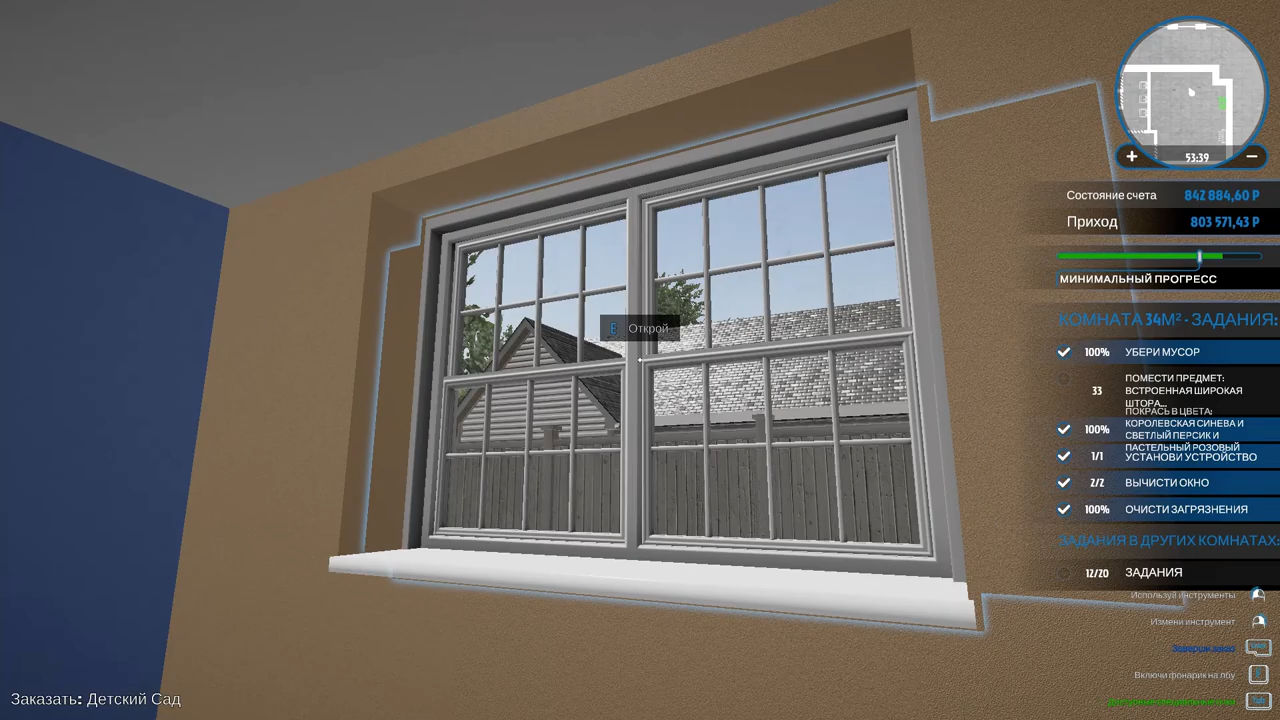 53:39
Состояние счета 842 884,60 Р
Приход 803 571,43 Р
МИНИМАЛЬНЫЙ ПРОГРЕСС
КОМНАТА 34М² - ЗАДАНИЯ:
100% УБЕРИ МУСОР
33 ПОМЕСТИ ПРЕДМЕТ:
ВСТРОЕННАЯ ШИРОКАЯ
ШТОРА...
ПОКРАСЬ В ЦВЕТА:
100% КОРОЛЕВСКАЯ СИНЕВА И
СВЕТЛЫЙ ПЕРСИК И
ПАСТЕЛЬНЫЙ РОЗОВЫЙ
1/1 УСТАНОВИ УСТРОЙСТВО
2/2 ВЫЧИСТИ ОКНО
100% ОЧИСТИ ЗАГРЯЗНЕНИЯ
ЗАДАНИЯ В ДРУГИХ КОМНАТАХ:
12/20 ЗАДАНИЯ
Используй инструменты
Измени инструмент
Заверши заказ
Включи фонарик на лбу
E Открой
Заказать: Детский Сад